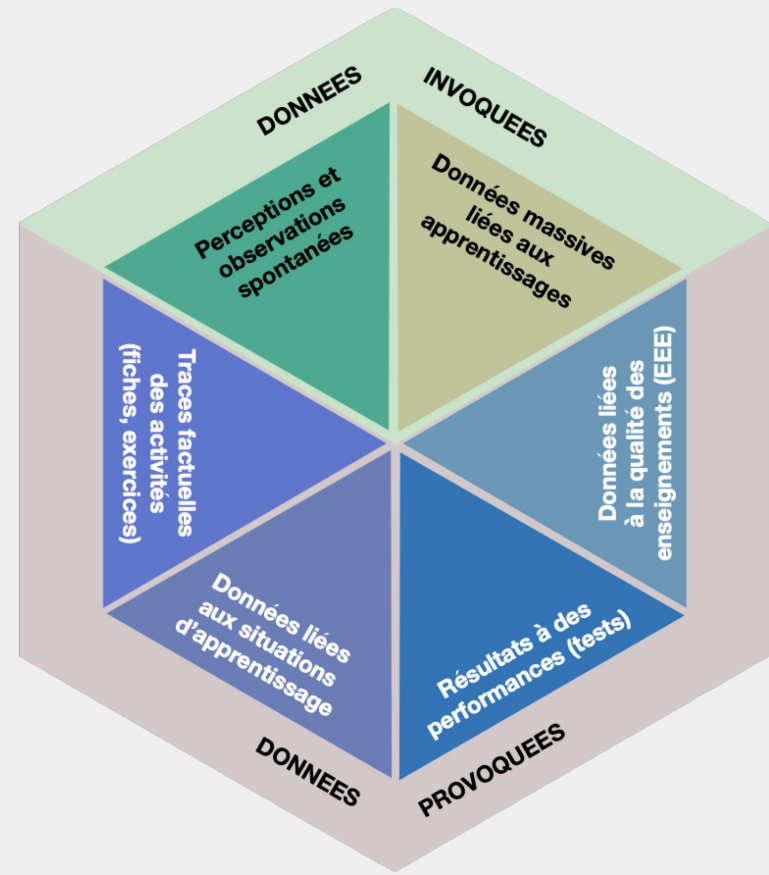 DONNEES
INVOQUEES
Perceptions et
observations
spontanées
Données massives
liées aux
apprentissages
Traces factuelles
des activités
(fiches, exercices)
Données liées
à la qualité des
enseignements (EEE)
Données liées
aux situations
d'apprentissage
Résultats à des
performances (tests)
DONNEES
PROVOQUEES